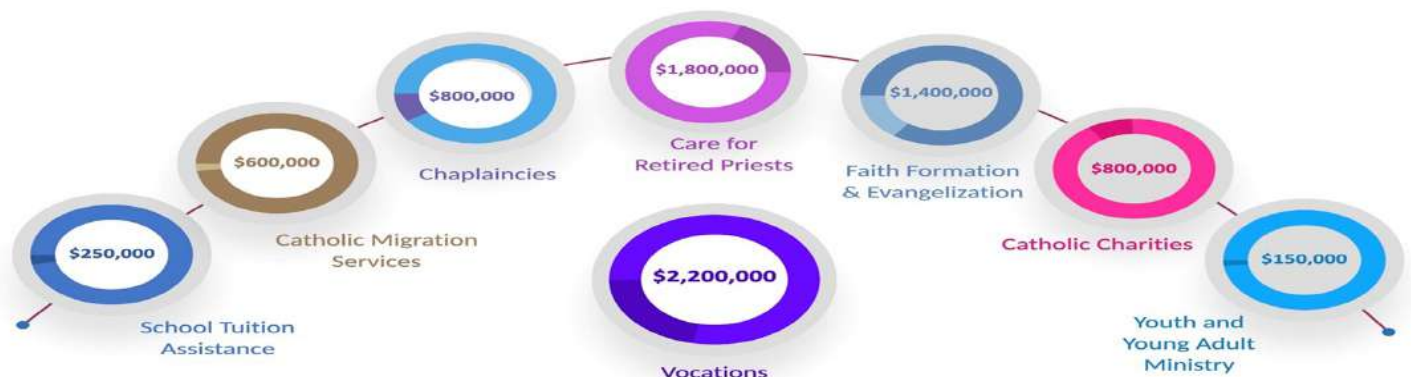 $250,000
School Tuition
Assistance
$600,000
Catholic Migration
Services
$800,000
Chaplaincies
$1,800,000
Care for
Retired Priests
$1,400,000
Faith Formation
& Evangelization
$800,000
Catholic Charities
$150,000
Youth and
Young Adult
Ministry
$2,200,000
Vocations